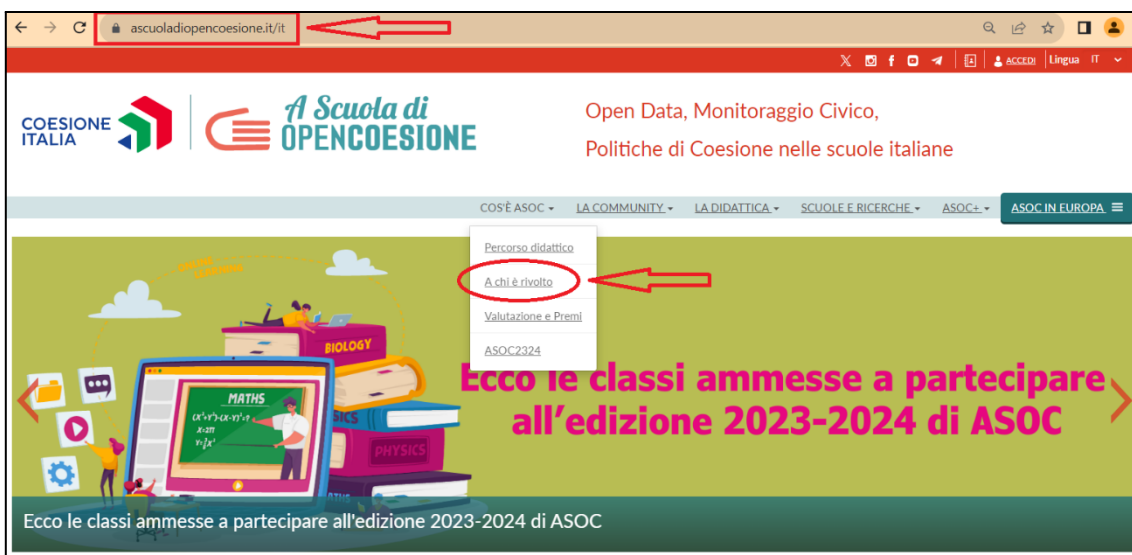 ascuoladiopencoesione.it/it
ACCEDI Lingua IT
COESIONE
ITALIA
A Scuola di
OPENCOESIONE
Open Data, Monitoraggio Civico,
Politiche di Coesione nelle scuole italiane
COS'È ASOC LA COMMUNITY LA DIDATTICA SCUOLE E RICERCHE ASOC+ ASOC IN EUROPA
Percorso didattico
A chi è rivolto
Valutazione e Premi
ASOC2324
ONLINE
LEARNING
BIOLOGY
MATHS
PHYSICS
Ecco le classi ammesse a partecipare
all'edizione 2023-2024 di ASOC
Ecco le classi ammesse a partecipare all'edizione 2023-2024 di ASOC